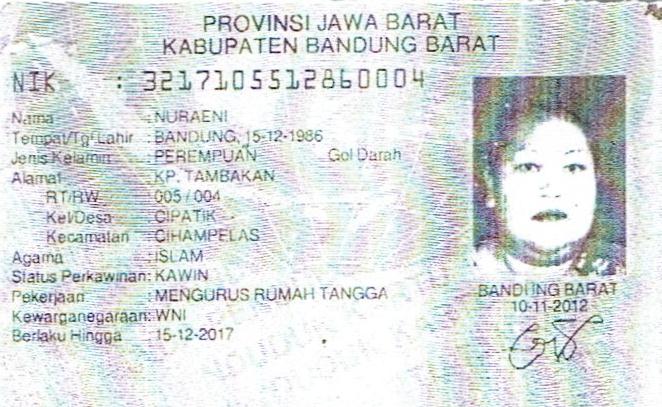 PROVINSI JAWA BARAT
KABUPATEN BANDUNG BARAT
NIK : 3217105512860004
Nama : NURAENI
Tempat/Tgl Lahir : BANDUNG, 15-12-1986
Jenis Kelamin : PEREMPUAN Gol Darah
Alamat : KP. TAMBAKAN
RT/RW 005 / 004
Kel/Desa : CIPATIK
Kecamatan : CIHAMPELAS
Agama : ISLAM
Status Perkawinan: KAWIN
Pekerjaan : MENGURUS RUMAH TANGGA
Kewarganegaraan: WNI
Berlaku Hingga : 15-12-2017
BANDUNG BARAT
10-11-2012